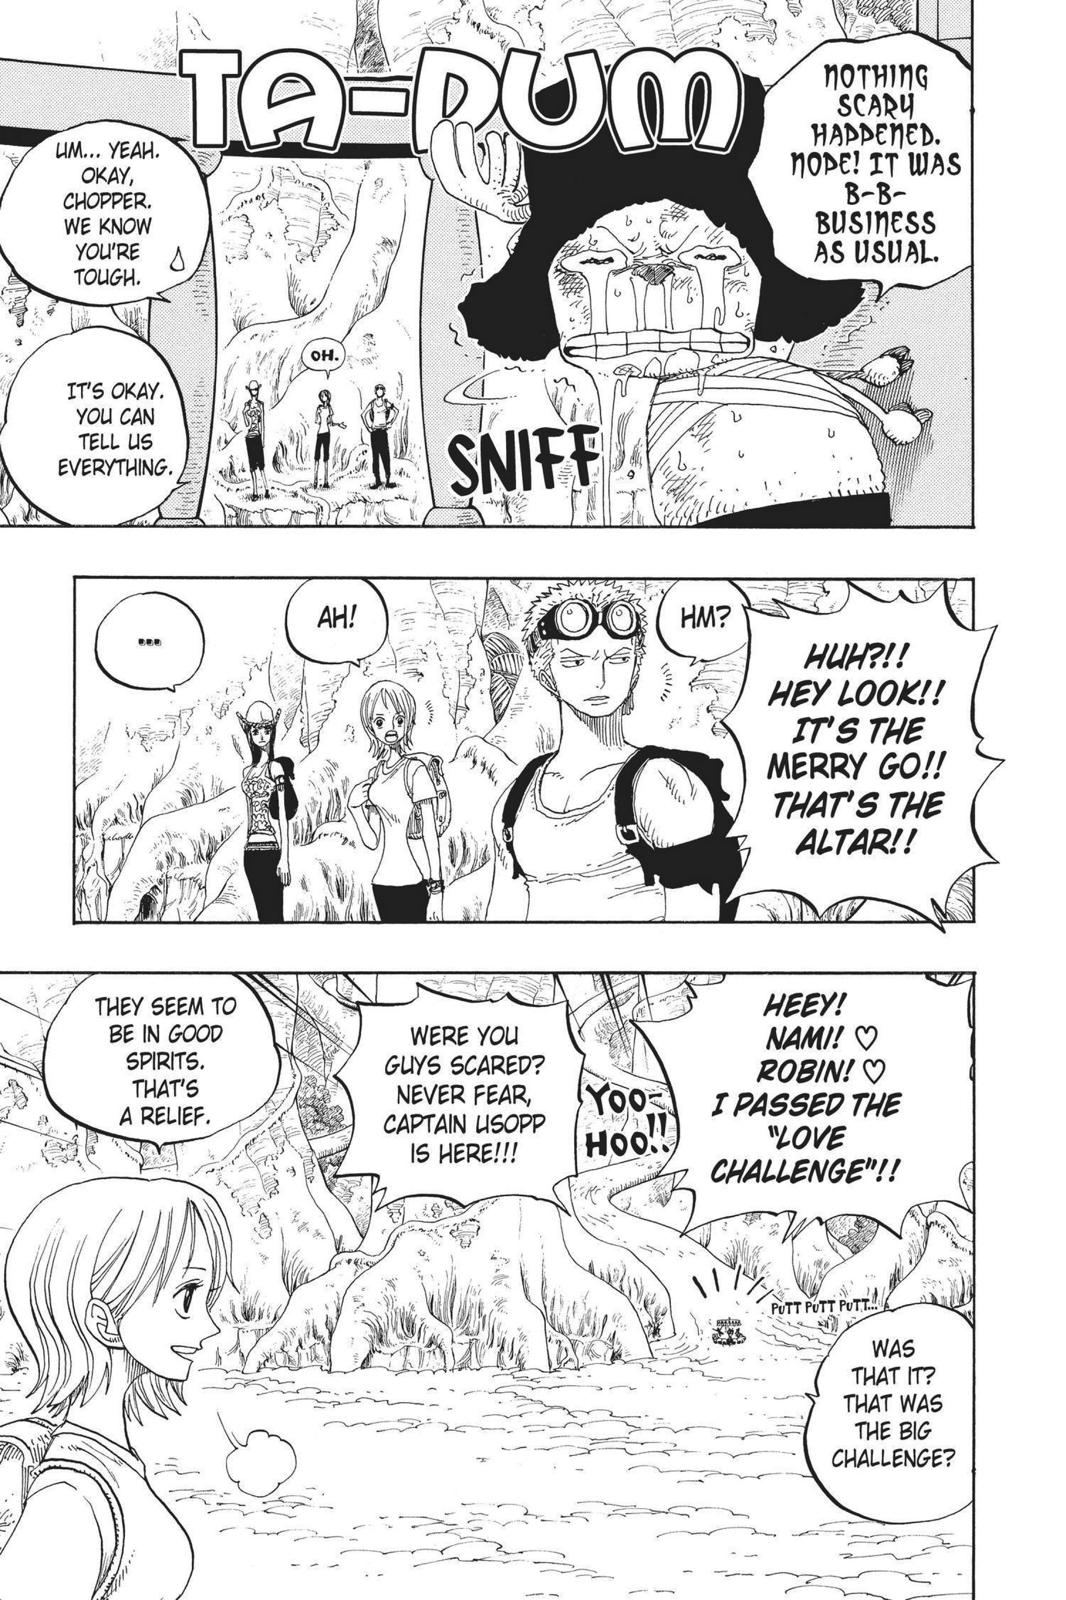 TA-DUM
NOTHING
SCARY
HAPPENED.
NOPE! IT WAS
B-B-
BUSINESS
AS USUAL.
UM... YEAH.
OKAY,
CHOPPER.
WE KNOW
YOU'RE
TOUGH.
OH.
IT'S OKAY.
YOU CAN
TELL US
EVERYTHING.
SNIFF
HUH?!!
HEY LOOK!!
IT'S THE
MERRY GO!!
THAT'S THE
ALTAR!!
HM?
AH!
...
HEEY!
NAMI! ♡
ROBIN! ♡
I PASSED THE
"LOVE
CHALLENGE"!!
YOO-
HOO!!
WERE YOU
GUYS SCARED?
NEVER FEAR,
CAPTAIN USOPP
IS HERE!!!
THEY SEEM TO
BE IN GOOD
SPIRITS.
THAT'S
A RELIEF.
PUTT PUTT PUTT...
WAS
THAT IT?
THAT WAS
THE BIG
CHALLENGE?